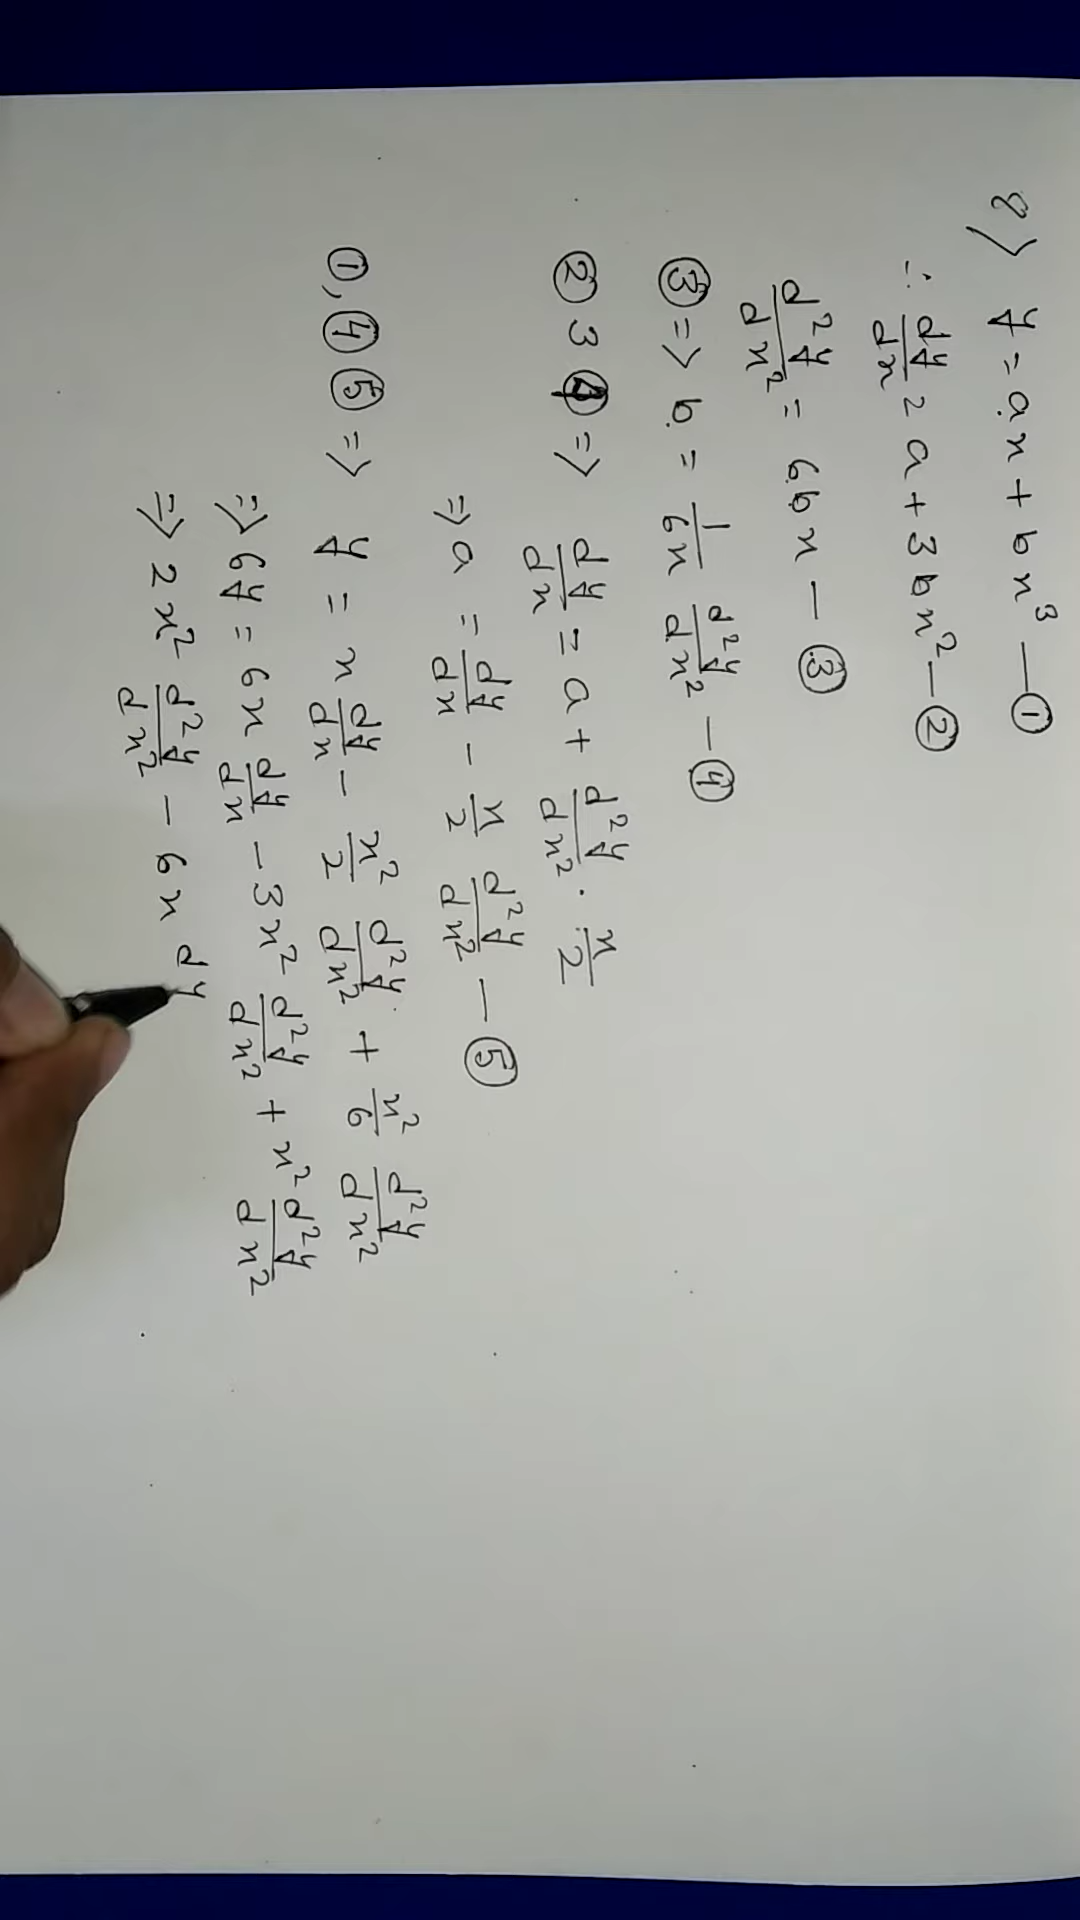 8) y = ax + bx³ — ①
∴ dy/dx = a + 3bx² — ②
d²y/dx² = 6bx — ③
③ => b = 1/6x d²y/dx² — ④
② 3 ④ => dy/dx = a + d²y/dx² · x/2
=> a = dy/dx - x/2 d²y/dx² — ⑤
①, ④ ⑤ => y = x dy/dx - x²/2 d²y/dx² + x²/6 d²y/dx²
=> 6y = 6x dy/dx - 3x² d²y/dx² + x² d²y/dx²
=> 2x² d²y/dx² - 6x dy